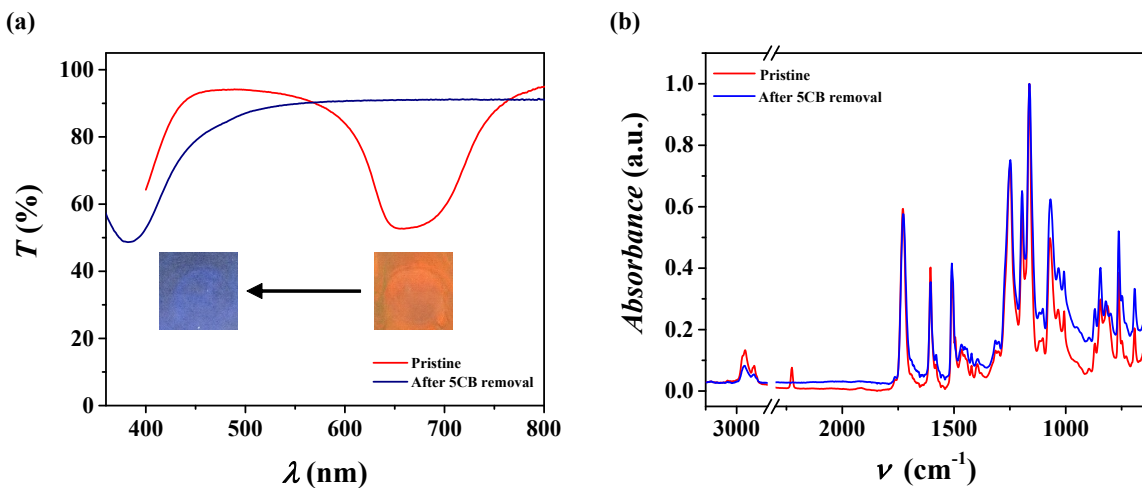 (a)
100
80
60
40
20
0
T (%)
400
500
600
700
800
λ (nm)
Pristine
After 5CB removal
(b)
1.0
0.8
0.6
0.4
0.2
0.0
Absorbance (a.u.)
3000
2000
1500
1000
ν (cm⁻¹)
Pristine
After 5CB removal